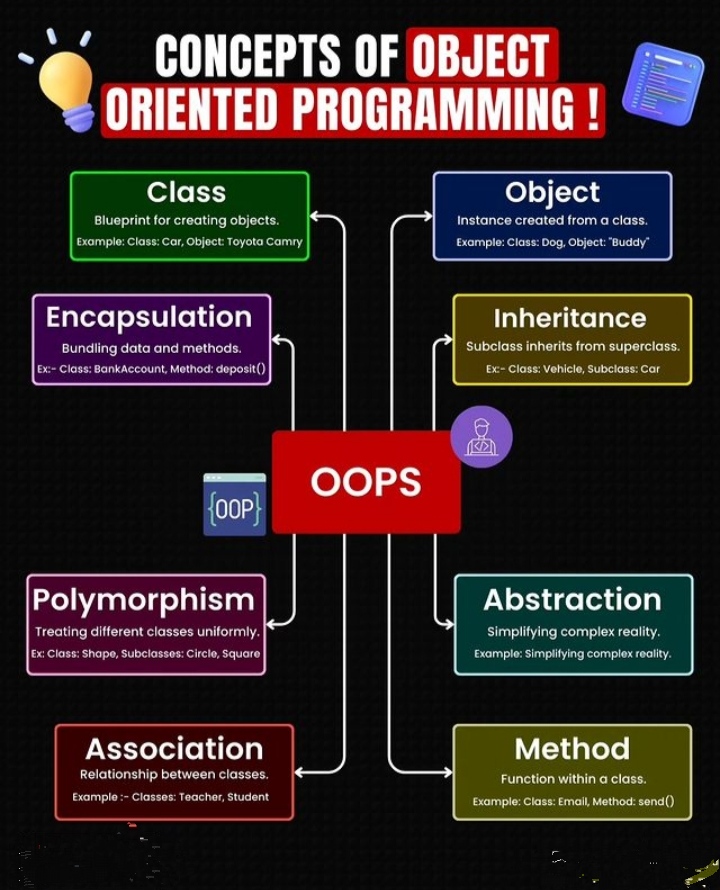 CONCEPTS OF OBJECT
ORIENTED PROGRAMMING !
Class
Blueprint for creating objects.
Example: Class: Car, Object: Toyota Camry
Object
Instance created from a class.
Example: Class: Dog, Object: "Buddy"
Encapsulation
Bundling data and methods.
Ex:- Class: BankAccount, Method: deposit()
Inheritance
Subclass inherits from superclass.
Ex:- Class: Vehicle, Subclass: Car
OOPS
{OOP}
Polymorphism
Treating different classes uniformly.
Ex: Class: Shape, Subclasses: Circle, Square
Abstraction
Simplifying complex reality.
Example: Simplifying complex reality.
Association
Relationship between classes.
Example :- Classes: Teacher, Student
Method
Function within a class.
Example: Class: Email, Method: send()